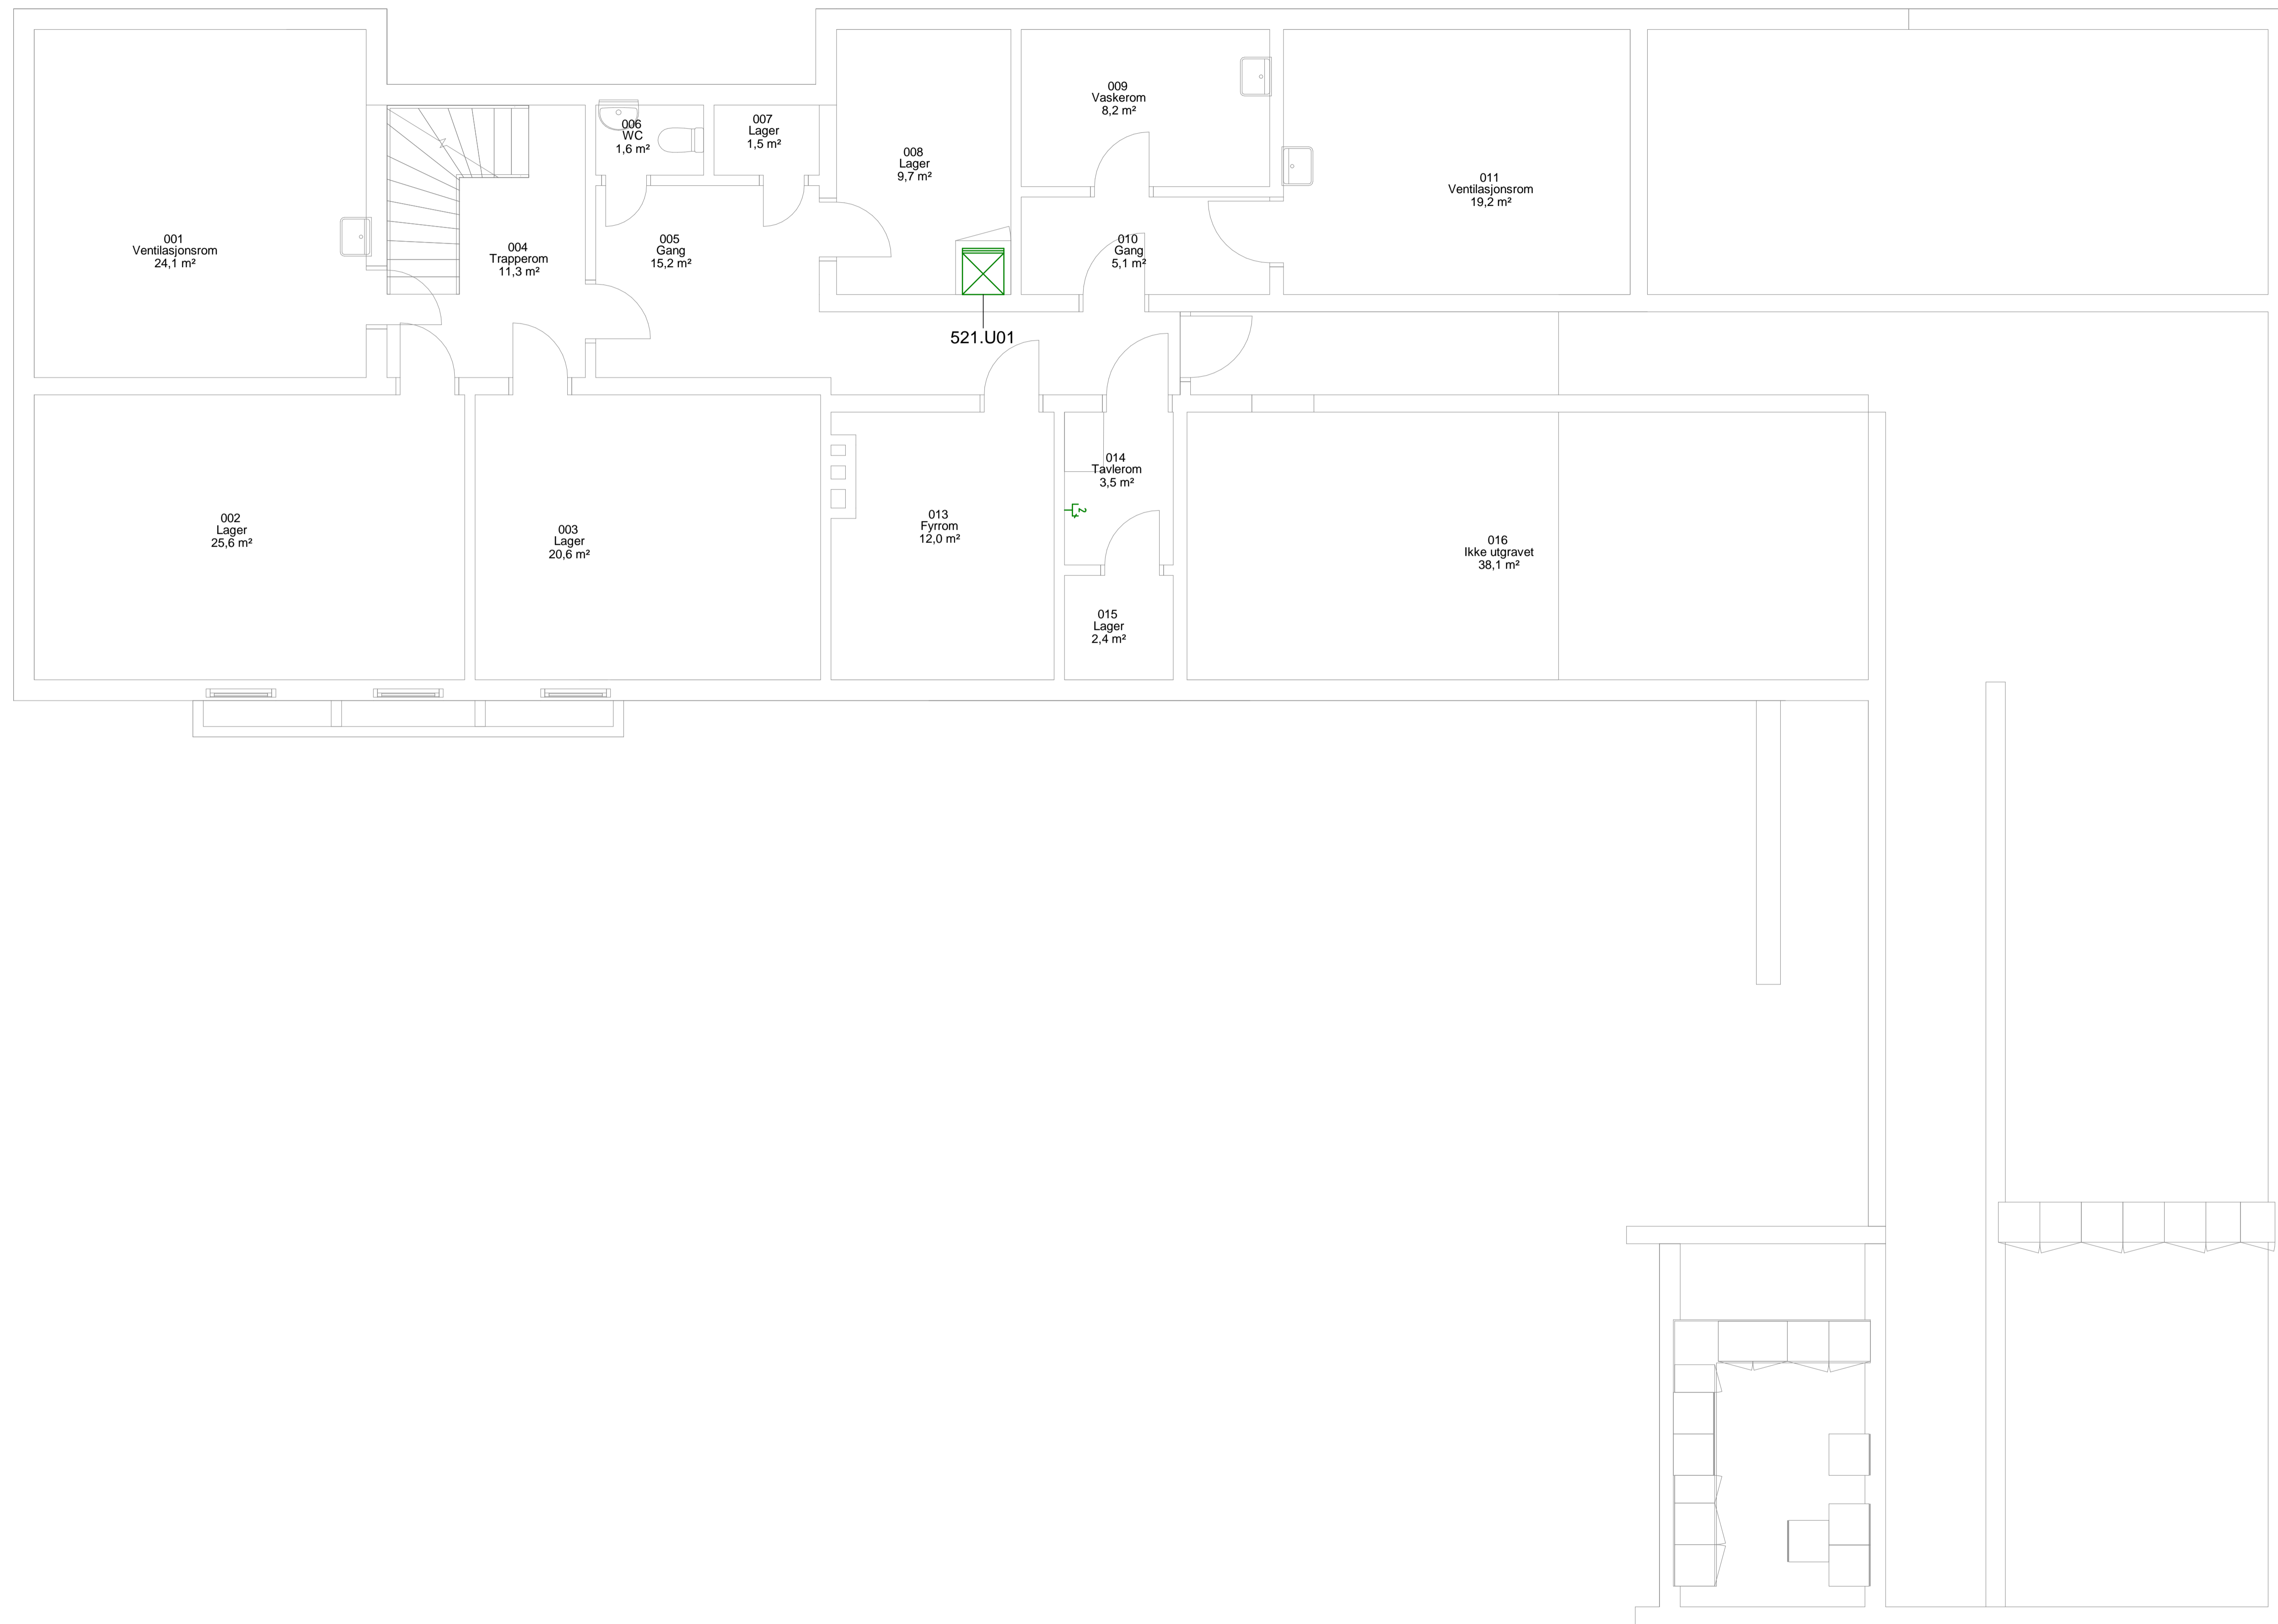 001
Ventilasjonsrom
24,1 m²
004
Trapperom
11,3 m²
006
WC
1,6 m²
007
Lager
1,5 m²
005
Gang
15,2 m²
008
Lager
9,7 m²
009
Vaskerom
8,2 m²
010
Gang
5,1 m²
011
Ventilasjonsrom
19,2 m²
521.U01
002
Lager
25,6 m²
003
Lager
20,6 m²
013
Fyrrom
12,0 m²
014
Tavlerom
3,5 m²
2
015
Lager
2,4 m²
016
Ikke utgravet
38,1 m²